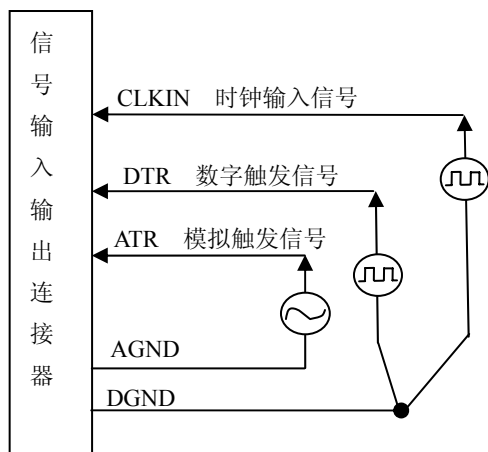 信号输入输出连接器
CLKIN 时钟输入信号
DTR 数字触发信号
ATR 模拟触发信号
AGND
DGND